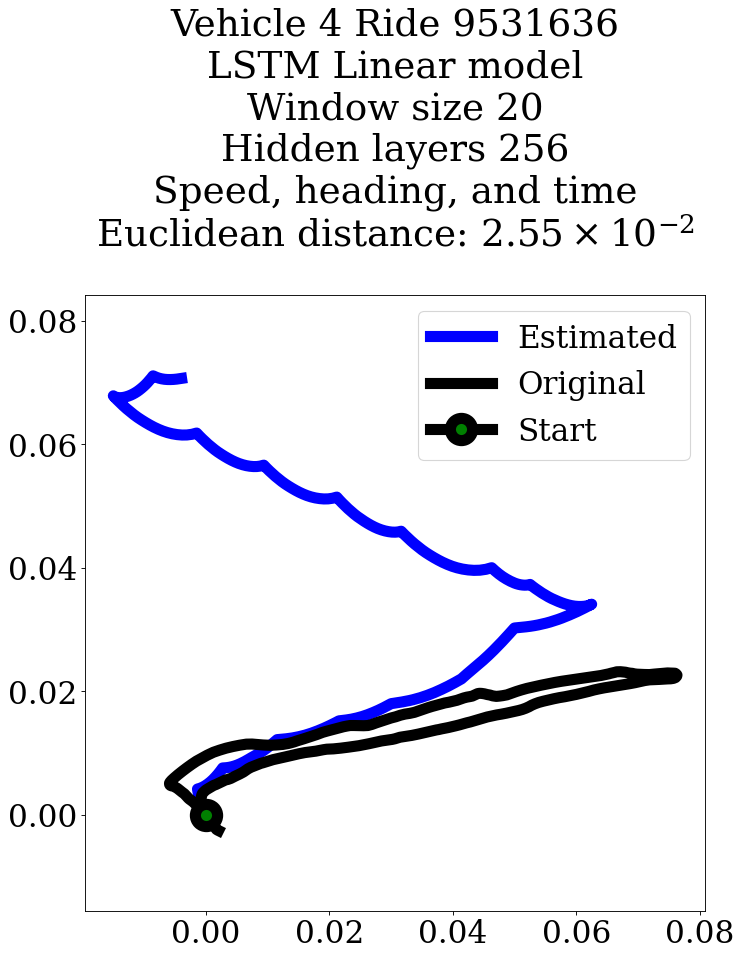 Vehicle 4 Ride 9531636
LSTM Linear model
Window size 20
Hidden layers 256
Speed, heading, and time
Euclidean distance: 2.55 × 10⁻²
Estimated
Original
Start
0.08
0.06
0.04
0.02
0.00
0.00 0.02 0.04 0.06 0.08